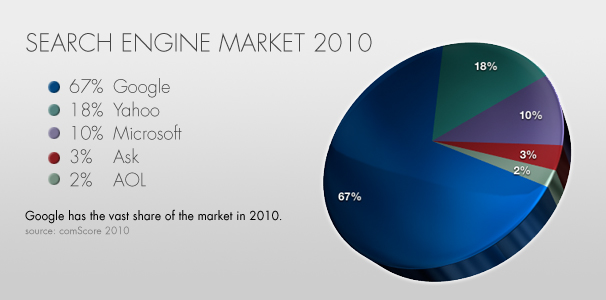 SEARCH ENGINE MARKET 2010
67% Google
18% Yahoo
10% Microsoft
3% Ask
2% AOL
Google has the vast share of the market in 2010.
source: comScore 2010
18%
10%
3%
2%
67%